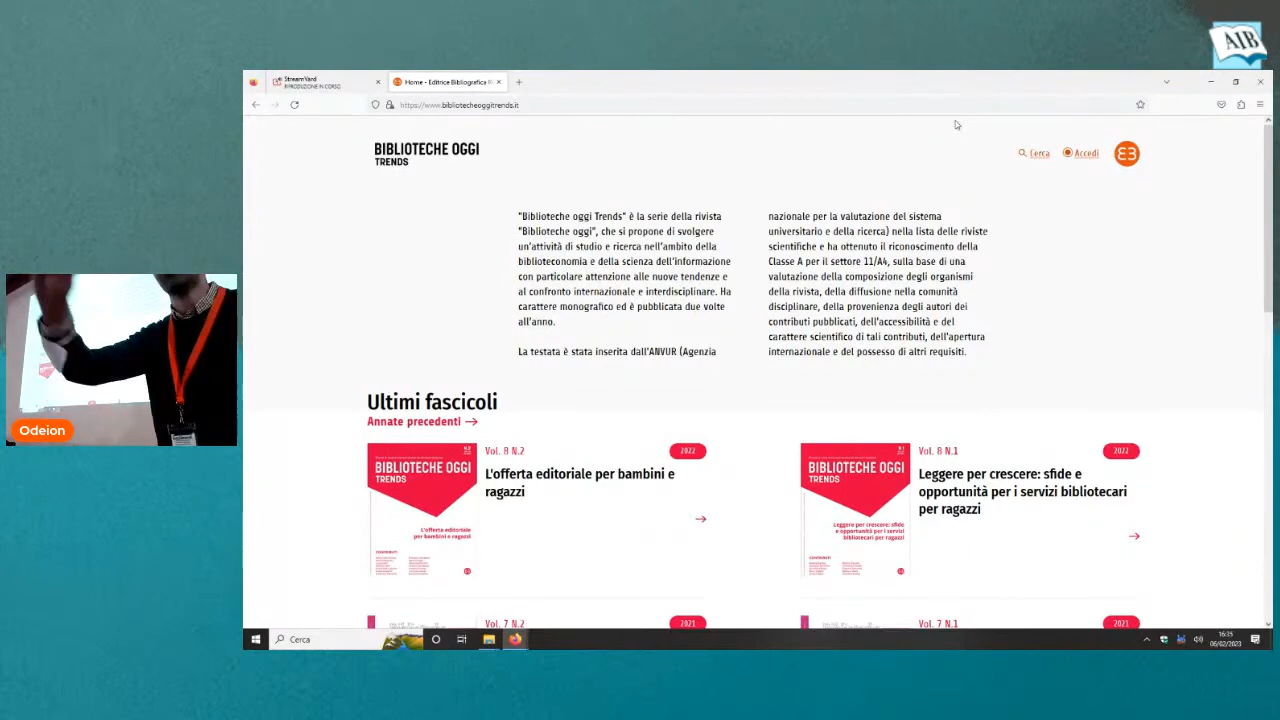 AIB
StreamYard
RIPRODUZIONE IN CORSO
Home - Editrice Bibliografica
https://www.bibliotecheoggitrends.it
BIBLIOTECHE OGGI
TRENDS
Cerca
Accedi
EB
"Biblioteche oggi Trends" è la serie della rivista
"Biblioteche oggi", che si propone di svolgere
un'attività di studio e ricerca nell'ambito della
biblioteconomia e della scienza dell'informazione
con particolare attenzione alle nuove tendenze e
al confronto internazionale e interdisciplinare. Ha
carattere monografico ed è pubblicata due volte
all'anno.
La testata è stata inserita dall'ANVUR (Agenzia
nazionale per la valutazione del sistema
universitario e della ricerca) nella lista delle riviste
scientifiche e ha ottenuto il riconoscimento della
Classe A per il settore 11/A4, sulla base di una
valutazione della composizione degli organismi
della rivista, della diffusione nella comunità
disciplinare, della provenienza degli autori dei
contributi pubblicati, dell'accessibilità e del
carattere scientifico di tali contributi, dell'apertura
internazionale e del possesso di altri requisiti.
Odeion
Ultimi fascicoli
Annate precedenti
BIBLIOTECHE OGGI
TRENDS
L'offerta editoriale
per bambini e ragazzi
Vol. 8 N.2
2022
L'offerta editoriale per bambini e
ragazzi
BIBLIOTECHE OGGI
TRENDS
Leggere per crescere: sfide
e opportunità per i servizi
bibliotecari per ragazzi
Vol. 8 N.1
2022
Leggere per crescere: sfide e
opportunità per i servizi bibliotecari
per ragazzi
Vol. 7 N.2
2021
Vol. 7 N.1
2021
Cerca
16:35
06/02/2023